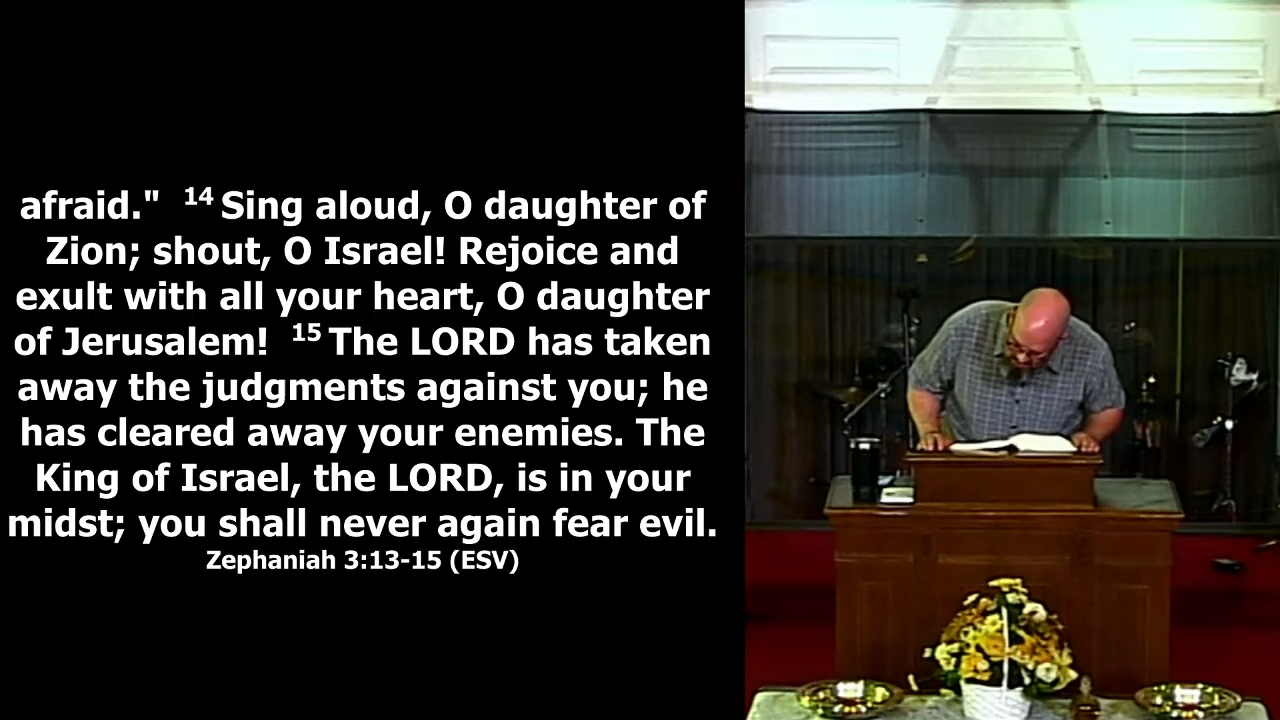 afraid."  14 Sing aloud, O daughter of
Zion; shout, O Israel! Rejoice and
exult with all your heart, O daughter
of Jerusalem!  15 The LORD has taken
away the judgments against you; he
has cleared away your enemies. The
King of Israel, the LORD, is in your
midst; you shall never again fear evil.
Zephaniah 3:13-15 (ESV)